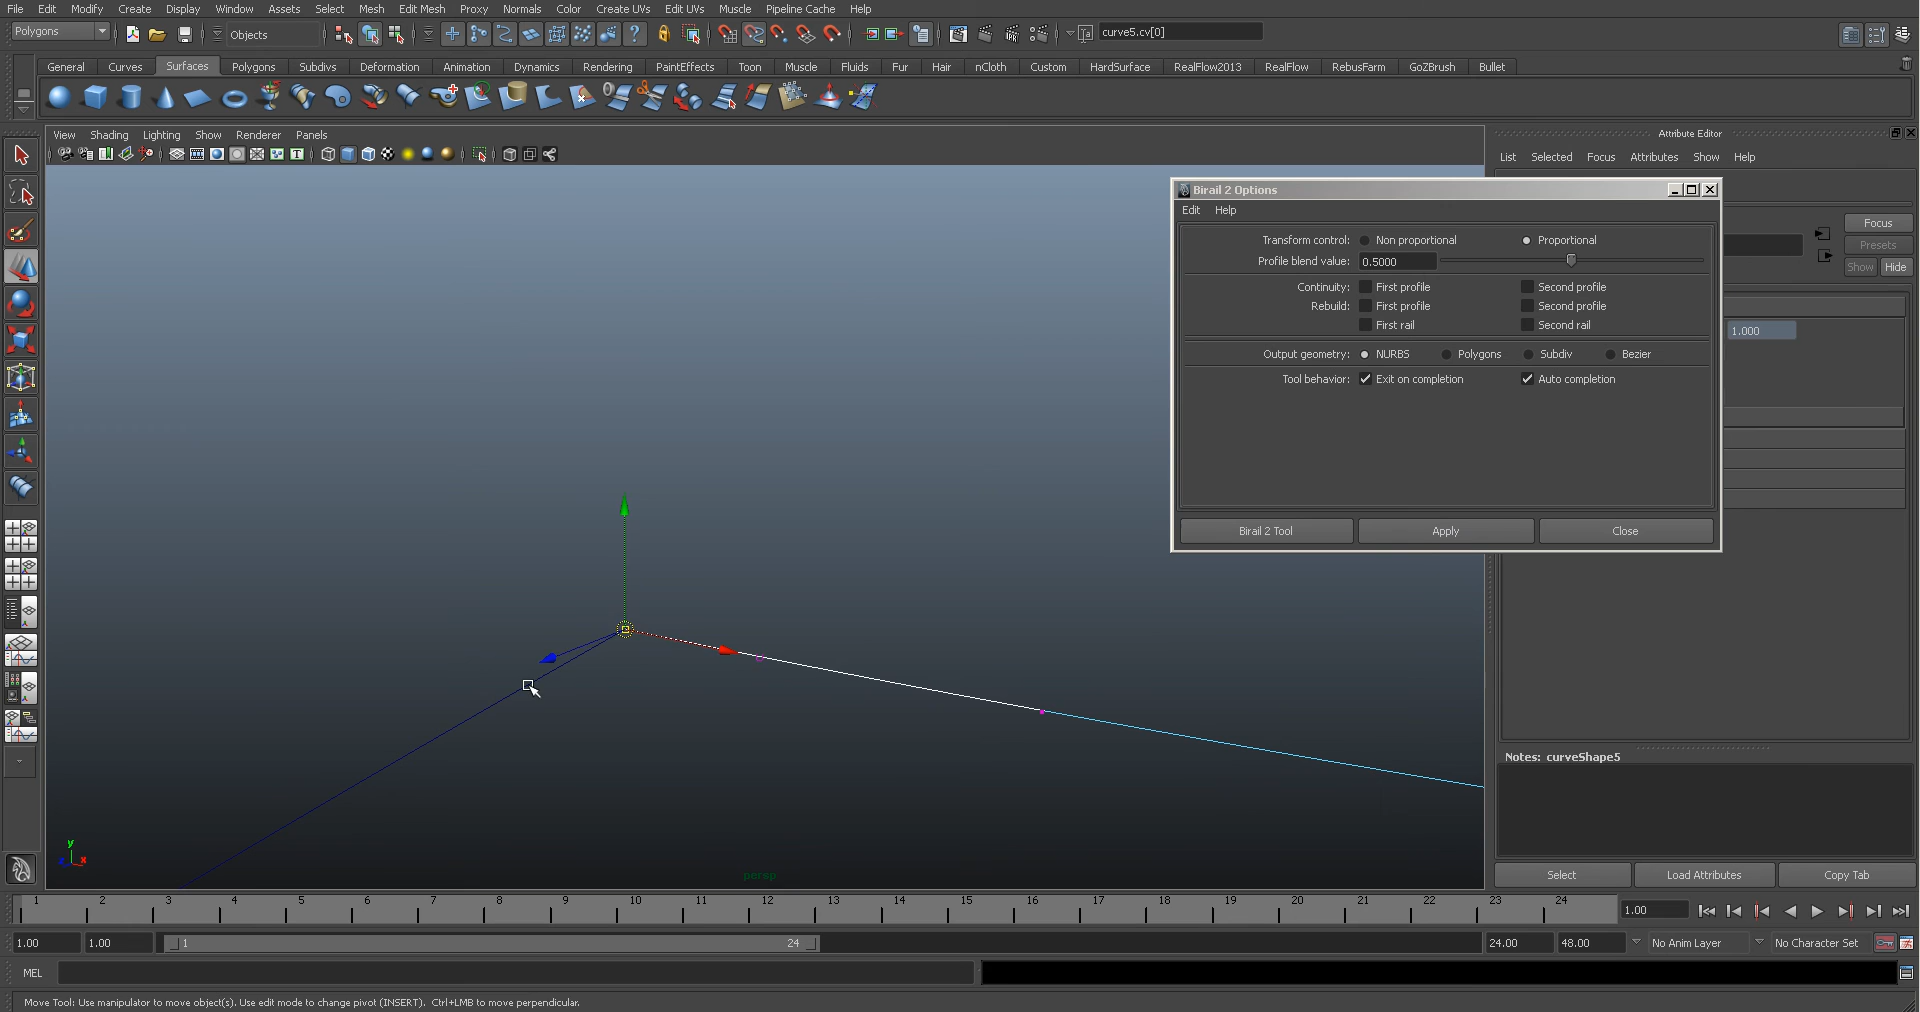 File Edit Modify Create Display Window Assets Select Mesh Edit Mesh Proxy Normals Color Create UVs Edit UVs Muscle Pipeline Cache Help
Polygons Objects curve5.cv[0]
General Curves Surfaces Polygons Subdivs Deformation Animation Dynamics Rendering PaintEffects Toon Muscle Fluids Fur Hair nCloth Custom HardSurface RealFlow2013 RealFlow RebusFarm GoZBrush Bullet
View Shading Lighting Show Renderer Panels
Attribute Editor
List Selected Focus Attributes Show Help
Focus
Presets
Show Hide
1.000
Birail 2 Options
Edit Help
Transform control: Non proportional Proportional
Profile blend value: 0.5000
Continuity: First profile Second profile
Rebuild: First profile Second profile
First rail Second rail
Output geometry: NURBS Polygons Subdiv Bezier
Tool behavior: Exit on completion Auto completion
Birail 2 Tool Apply Close
Notes: curveShape5
y
z x
persp
Select Load Attributes Copy Tab
1 2 3 4 5 6 7 8 9 10 11 12 13 14 15 16 17 18 19 20 21 22 23 24 1.00
1.00 1.00 1 24 24.00 48.00 No Anim Layer No Character Set
MEL
Move Tool: Use manipulator to move object(s). Use edit mode to change pivot (INSERT). Ctrl+LMB to move perpendicular.